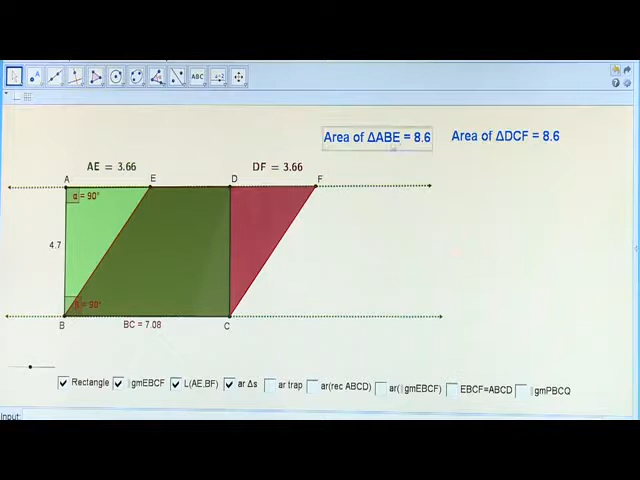 ABC
a=2
Area of ΔABE = 8.6
Area of ΔDCF = 8.6
AE = 3.66
DF = 3.66
A
E
D
F
α = 90°
4.7
= 90°
B
BC = 7.08
C
Rectangle
gmEBCF
L(AE,BF)
ar Δs
ar trap
ar(rec ABCD)
ar(||gmEBCF)
EBCF=ABCD
||gmPBCQ
Input: